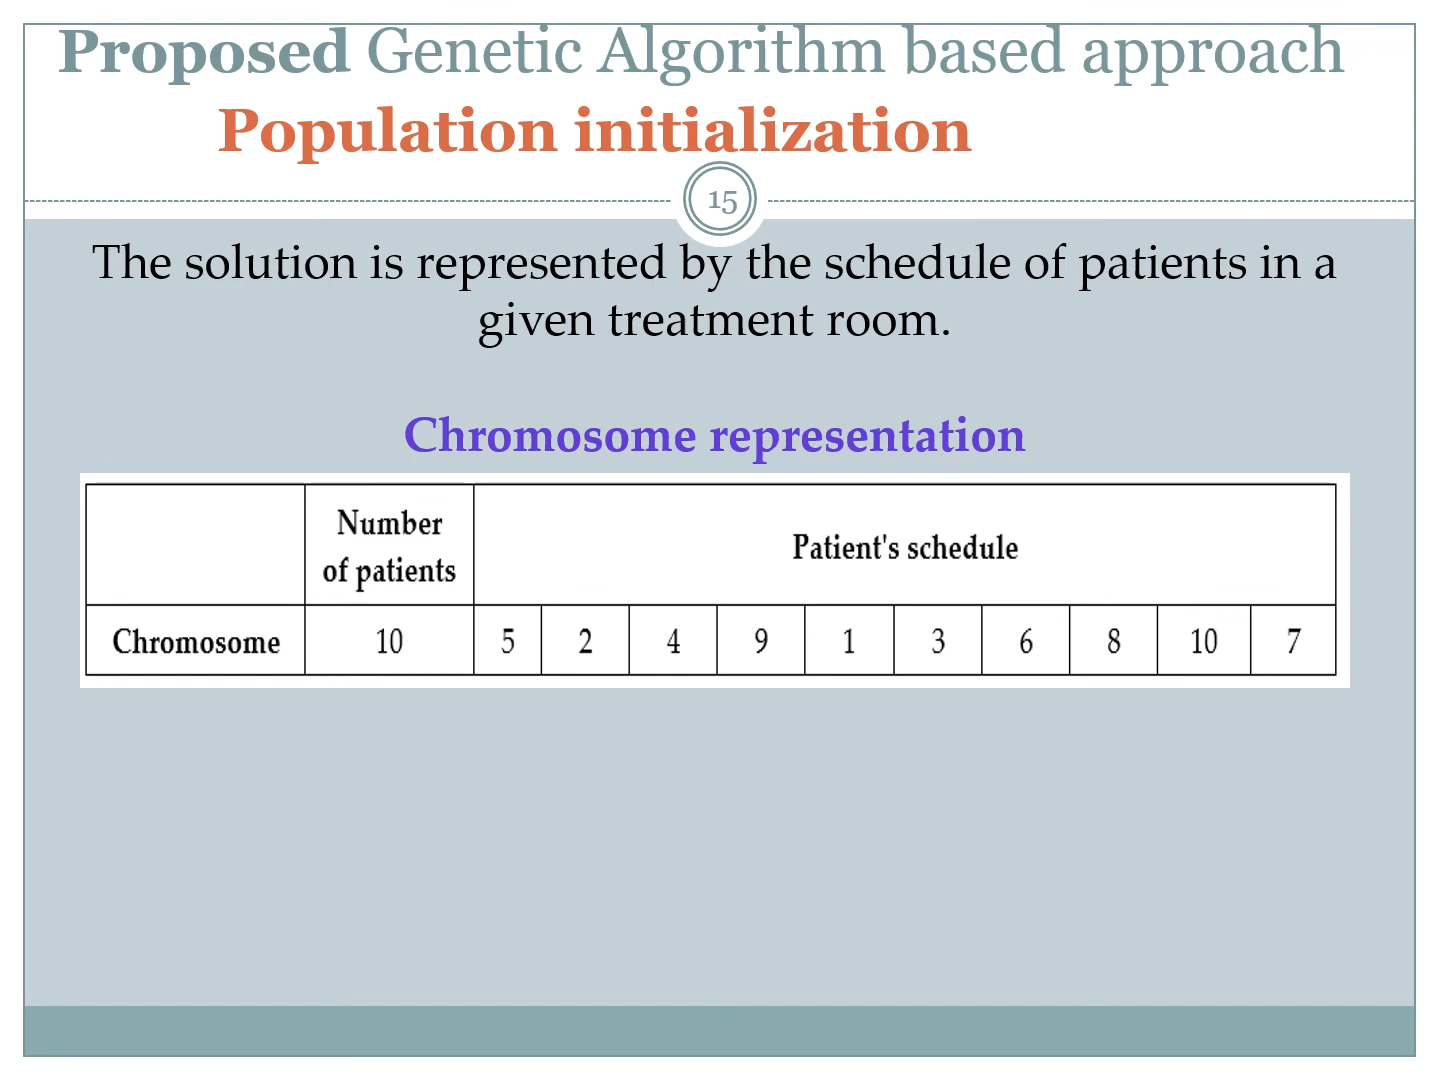 Proposed Genetic Algorithm based approach
Population initialization
15
The solution is represented by the schedule of patients in a
given treatment room.
Chromosome representation
Number
of patients
Patient's schedule
Chromosome 10 5 2 4 9 1 3 6 8 10 7